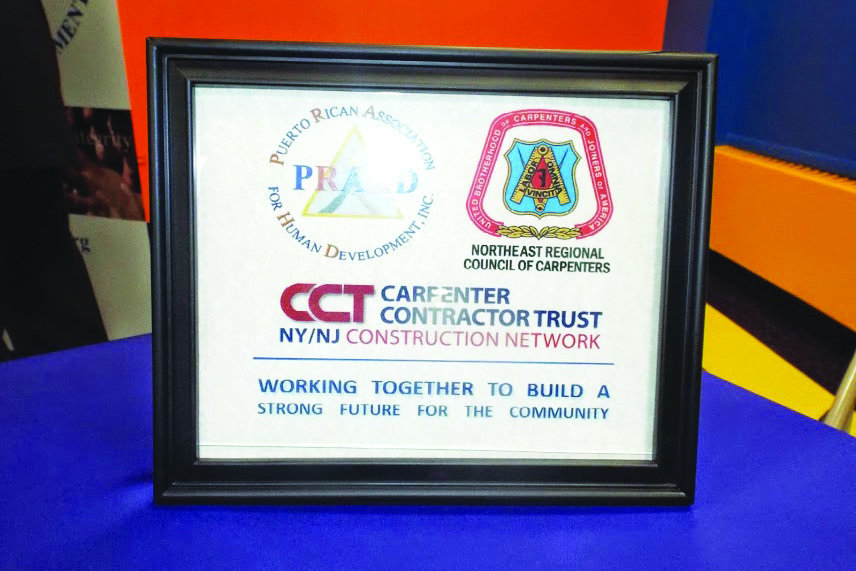 PUERTO RICAN ASSOCIATION
FOR HUMAN DEVELOPMENT, INC.
UNITED BROTHERHOOD OF CARPENTERS AND JOINERS OF AMERICA
LABOR OMNIA VINCIT
NORTHEAST REGIONAL
COUNCIL OF CARPENTERS
CCT CARPENTER
CONTRACTOR TRUST
NY/NJ CONSTRUCTION NETWORK
WORKING TOGETHER TO BUILD A
STRONG FUTURE FOR THE COMMUNITY